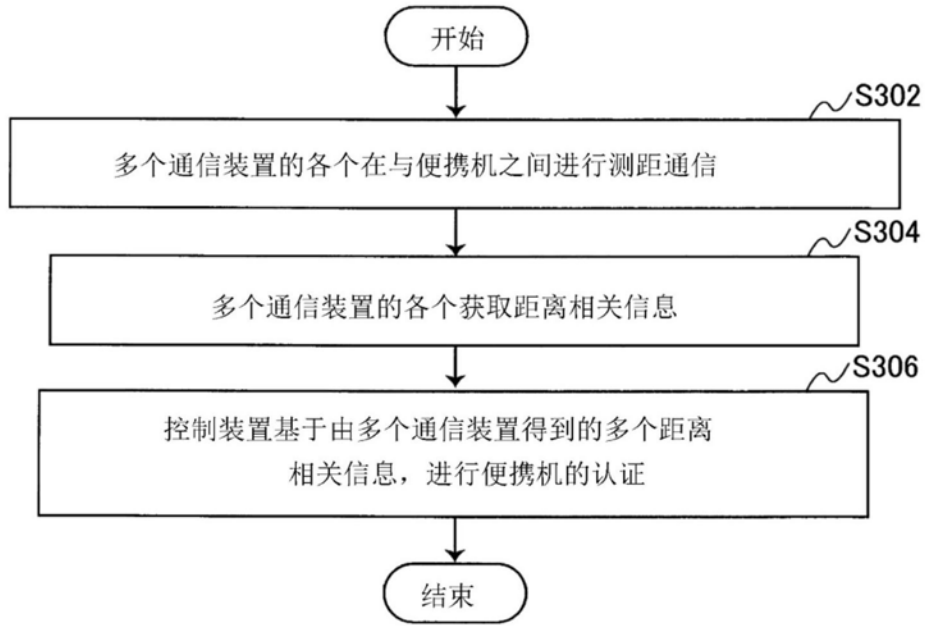 开始
S302
多个通信装置的各个在与便携机之间进行测距通信
S304
多个通信装置的各个获取距离相关信息
S306
控制装置基于由多个通信装置得到的多个距离
相关信息，进行便携机的认证
结束